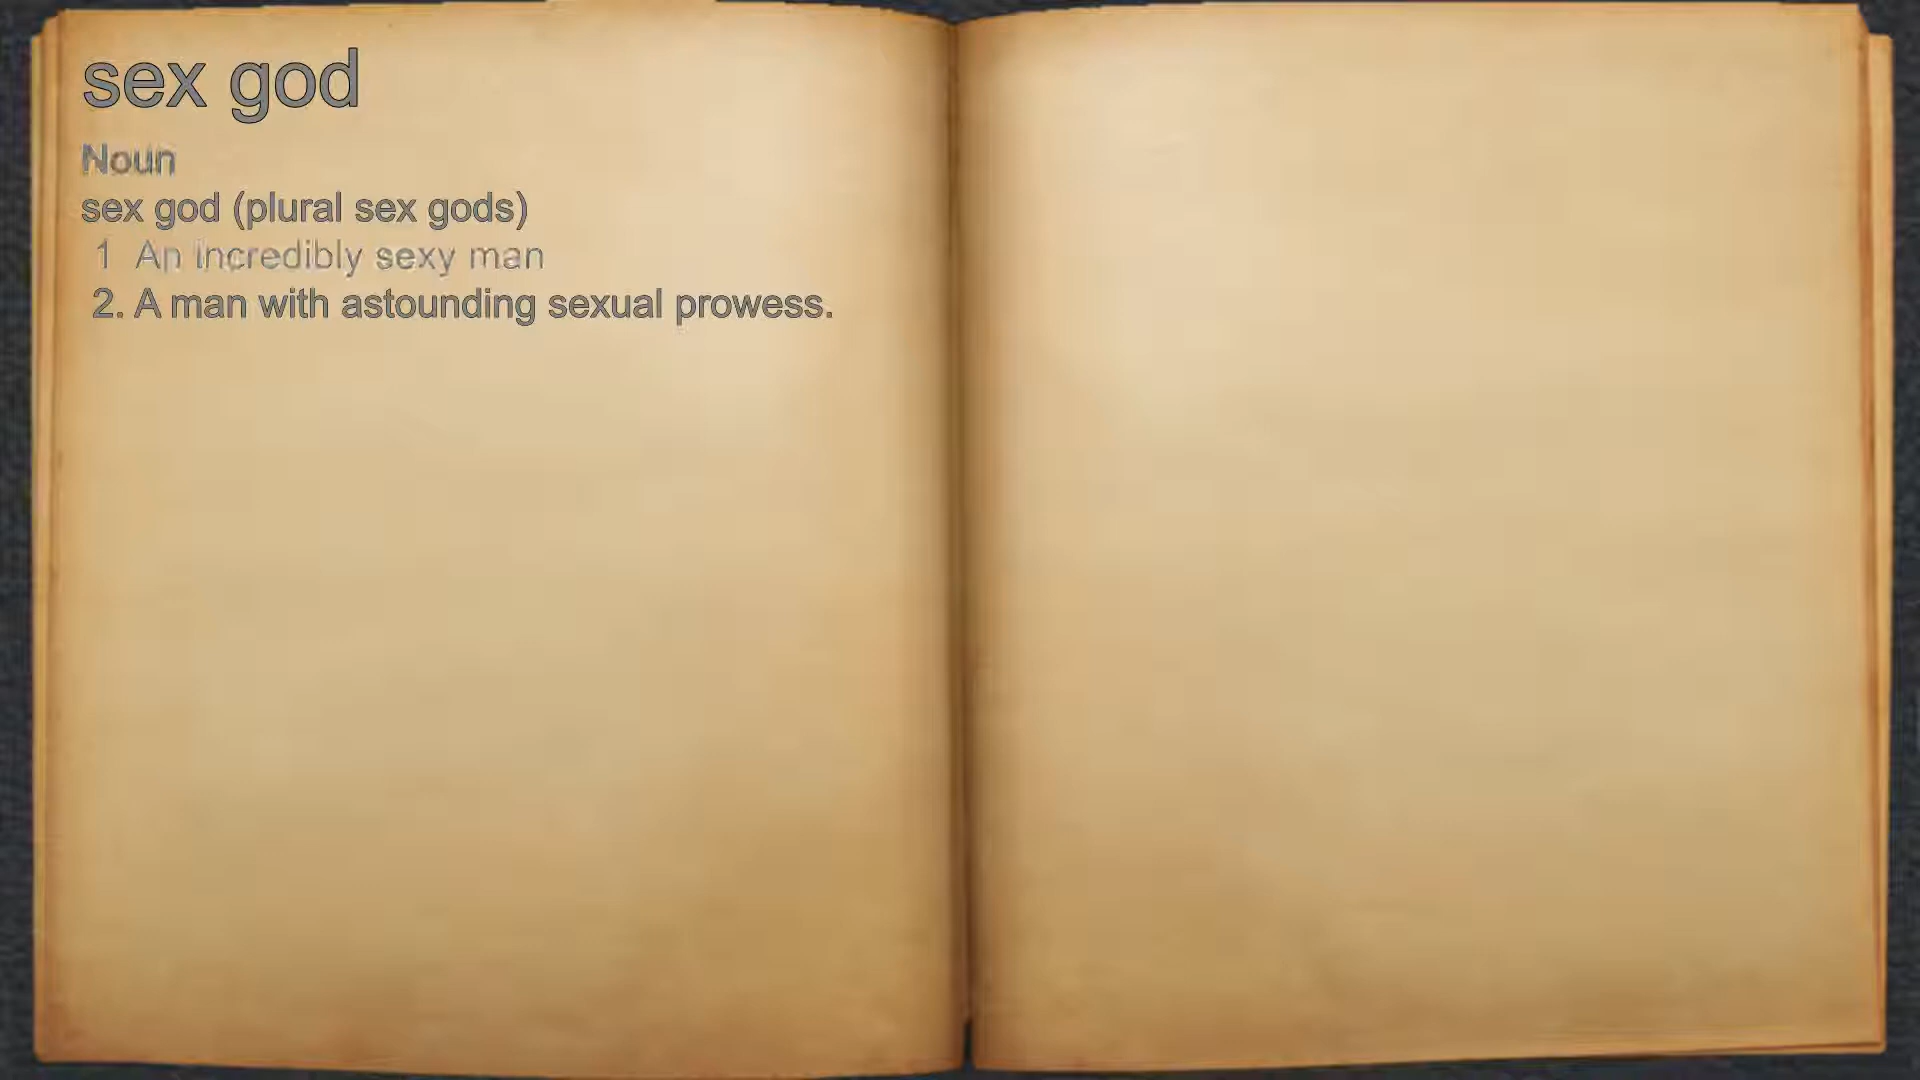 sex god
Noun
sex god (plural sex gods)
1 An incredibly sexy man
2. A man with astounding sexual prowess.